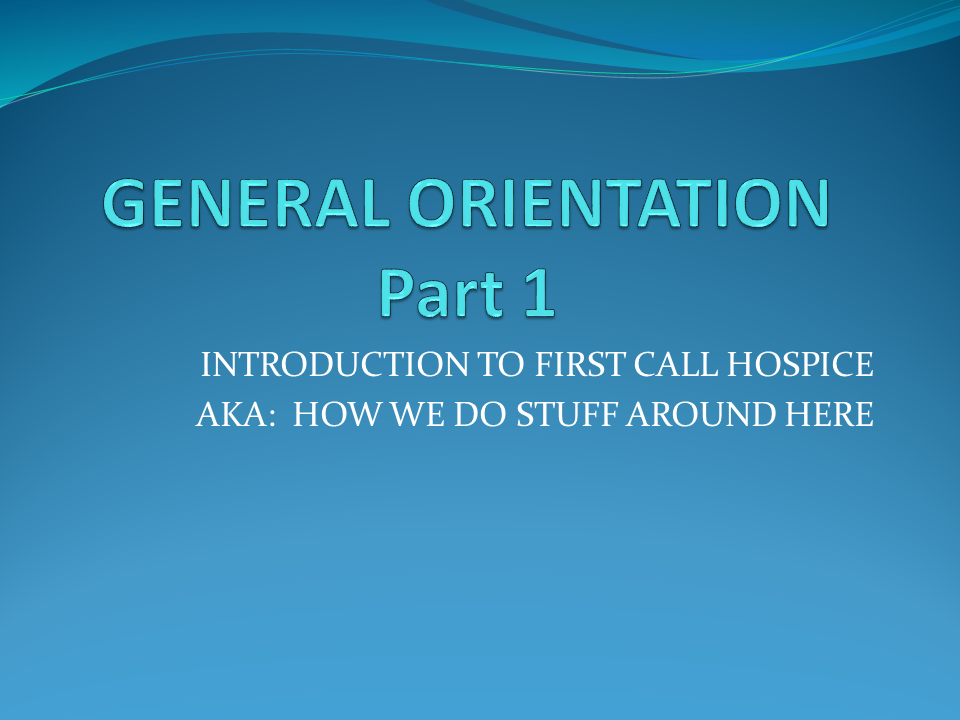 GENERAL ORIENTATION
Part 1
INTRODUCTION TO FIRST CALL HOSPICE
AKA:  HOW WE DO STUFF AROUND HERE